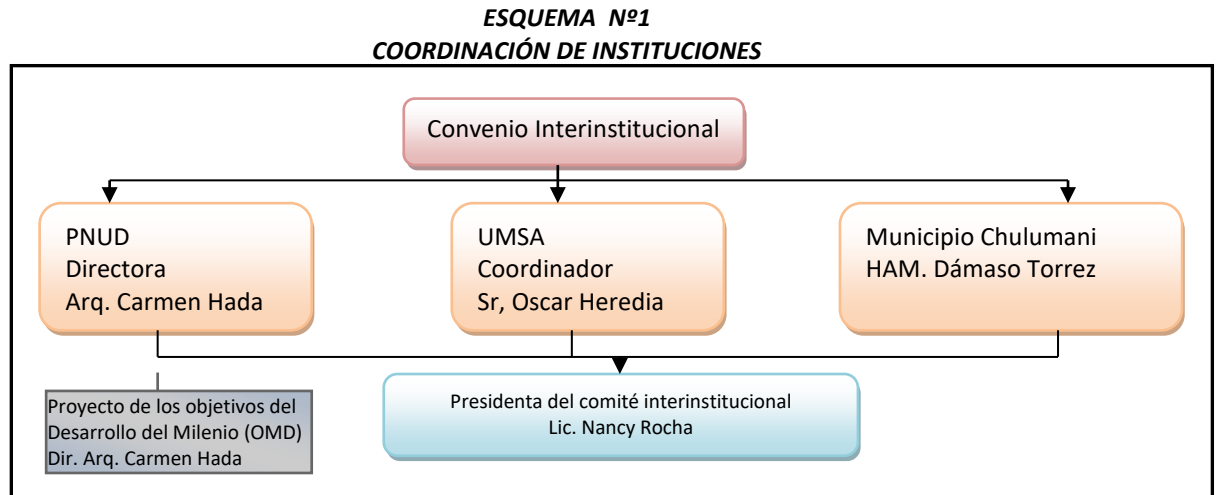 ESQUEMA Nº1
COORDINACIÓN DE INSTITUCIONES
Convenio Interinstitucional
PNUD
Directora
Arq. Carmen Hada
UMSA
Coordinador
Sr, Oscar Heredia
Municipio Chulumani
HAM. Dámaso Torrez
Proyecto de los objetivos del
Desarrollo del Milenio (OMD)
Dir. Arq. Carmen Hada
Presidenta del comité interinstitucional
Lic. Nancy Rocha